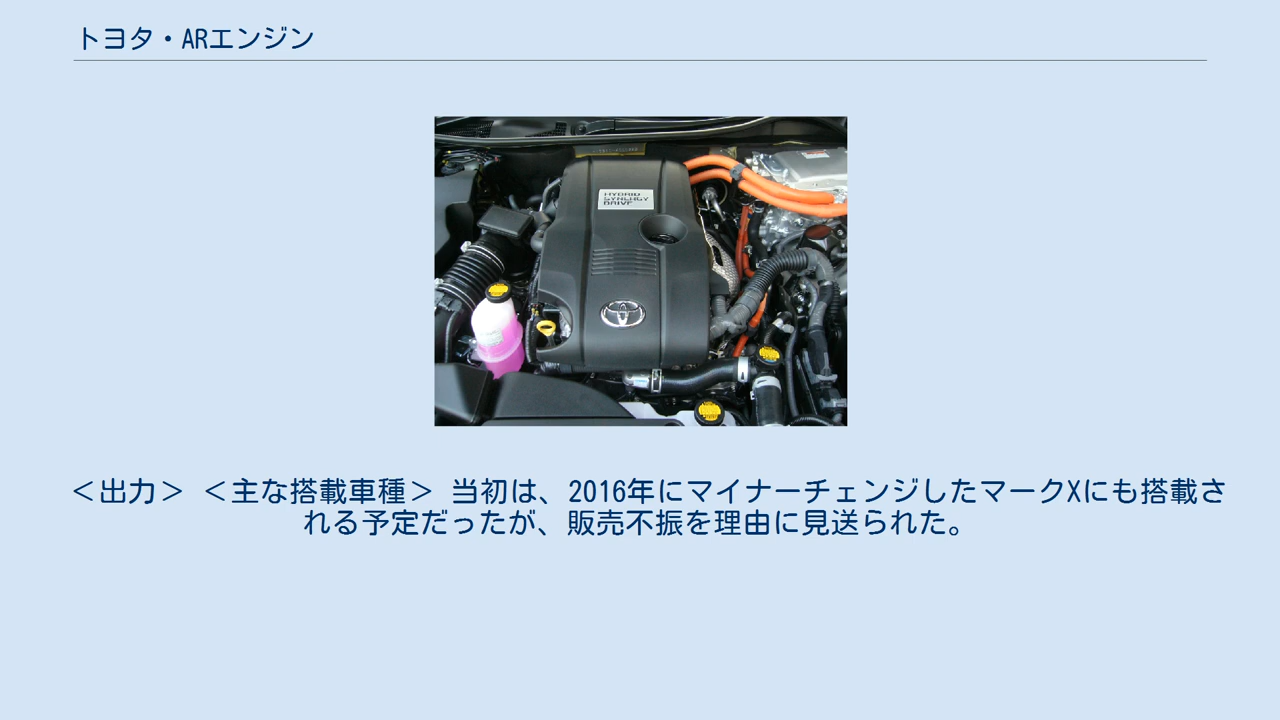 トヨタ・ARエンジン
HYBRID
SYNERGY
DRIVE
＜出力＞ ＜主な搭載車種＞ 当初は、2016年にマイナーチェンジしたマークXにも搭載さ
れる予定だったが、販売不振を理由に見送られた。